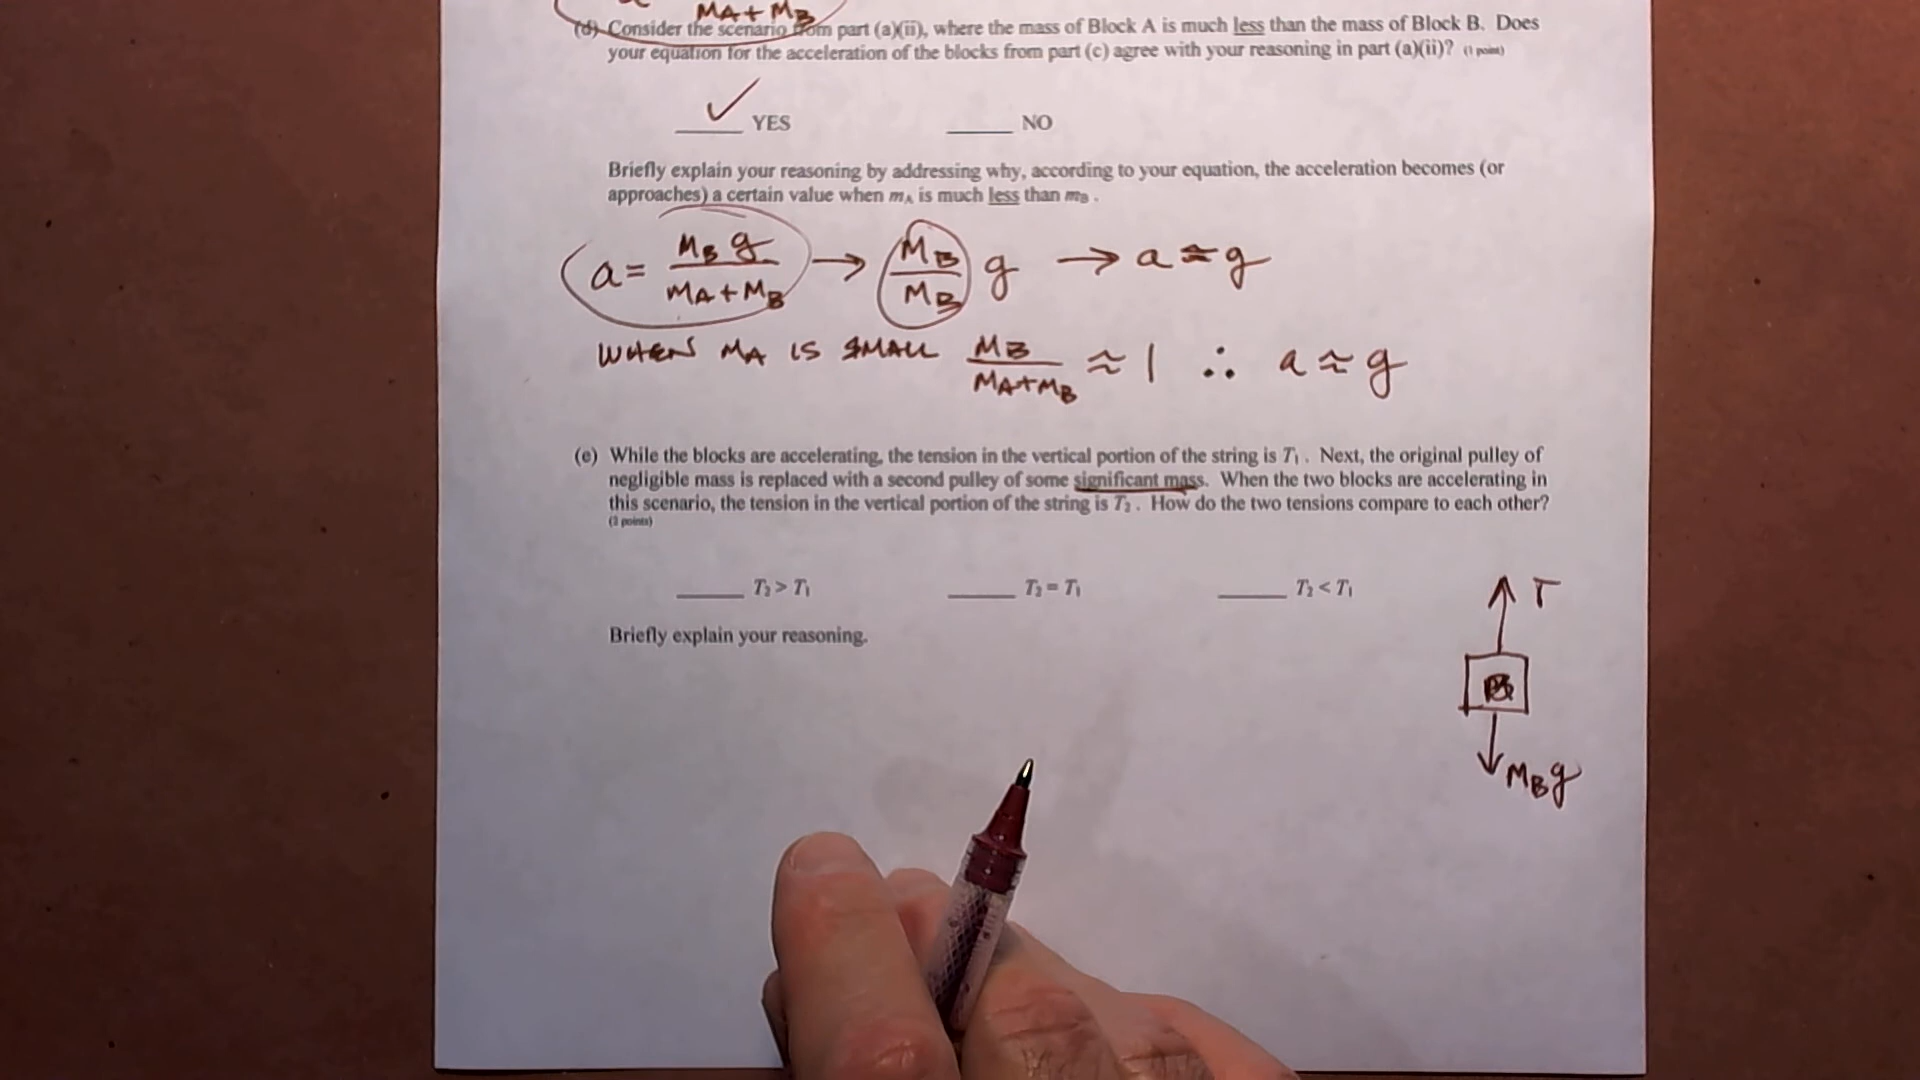 MA+MB
(d) Consider the scenario from part (a)(ii), where the mass of Block A is much less than the mass of Block B. Does
your equation for the acceleration of the blocks from part (c) agree with your reasoning in part (a)(ii)? (1 point)
✓ YES NO
Briefly explain your reasoning by addressing why, according to your equation, the acceleration becomes (or
approaches) a certain value when mA is much less than mB .
a= MB g / MA+MB → MB / MB g → a ≈ g
WHEN MA IS SMALL MB / MA+MB ≈ 1 ∴ a ≈ g
(e) While the blocks are accelerating, the tension in the vertical portion of the string is T1 . Next, the original pulley of
negligible mass is replaced with a second pulley of some significant mass. When the two blocks are accelerating in
this scenario, the tension in the vertical portion of the string is T2 . How do the two tensions compare to each other?
(2 points)
T2 > T1 T2 = T1 T2 < T1
T
Briefly explain your reasoning.
B
MBg